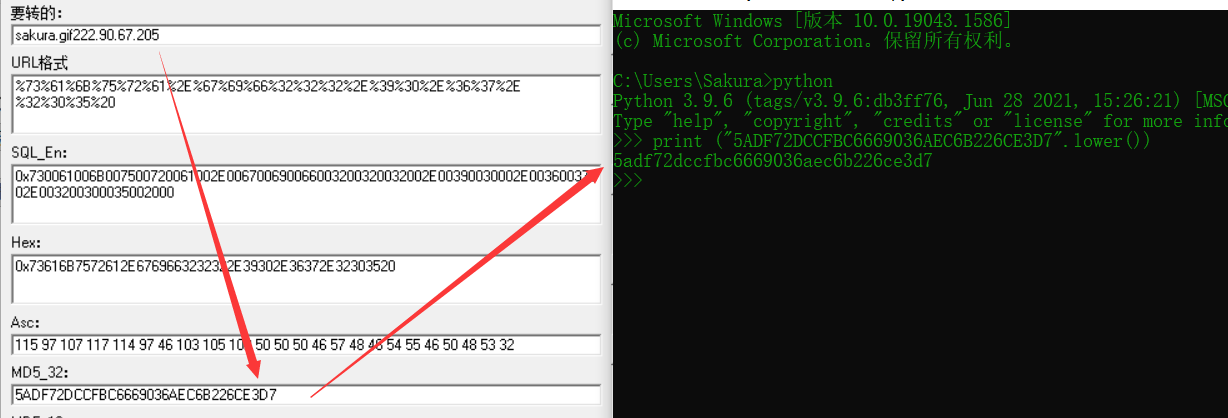 要转的:
sakura.gif222.90.67.205
URL格式
%73%61%6B%75%72%61%2E%67%69%66%32%32%32%2E%39%30%2E%36%37%2E
%32%30%35%20
SQL_En:
0x730061006B007500720061002E006700690066003200320032002E00390030002E00360037
02E003200300035002000
Hex:
0x73616B7572612E6769663232322E39302E36372E32303520
Asc:
115 97 107 117 114 97 46 103 105 102 50 50 50 46 57 48 46 54 55 46 50 48 53 32
MD5_32:
5ADF72DCCFBC6669036AEC6B226CE3D7
Microsoft Windows [版本 10.0.19043.1586]
(c) Microsoft Corporation。保留所有权利。
C:\Users\Sakura>python
Python 3.9.6 (tags/v3.9.6:db3ff76, Jun 28 2021, 15:26:21) [MSC
Type "help", "copyright", "credits" or "license" for more info
>>> print ("5ADF72DCCFBC6669036AEC6B226CE3D7".lower())
5adf72dccfbc6669036aec6b226ce3d7
>>>